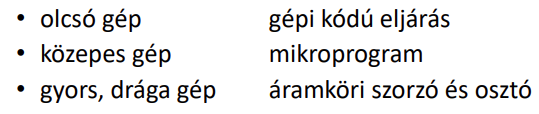 • olcsó gép gépi kódú eljárás
• közepes gép mikroprogram
• gyors, drága gép áramköri szorzó és osztó